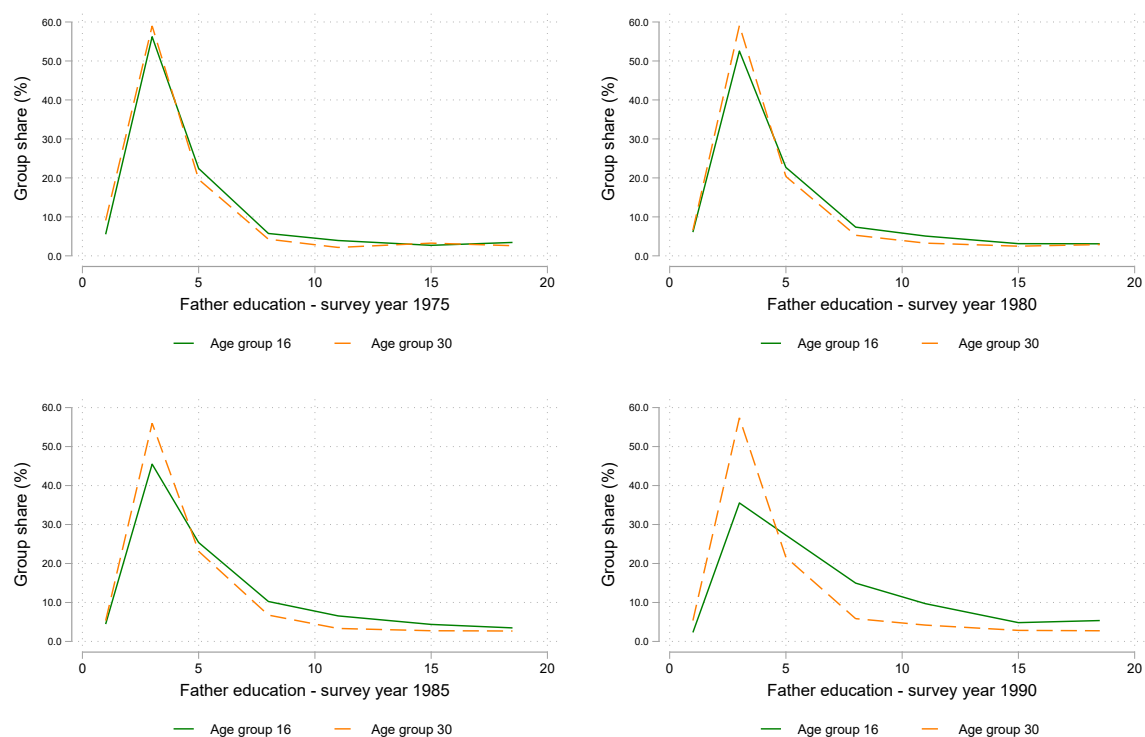 60.0
50.0
40.0
30.0
20.0
10.0
0.0
Group share (%)
0 5 10 15 20
Father education - survey year 1975
Age group 16 Age group 30
60.0
50.0
40.0
30.0
20.0
10.0
0.0
Group share (%)
0 5 10 15 20
Father education - survey year 1980
Age group 16 Age group 30
60.0
50.0
40.0
30.0
20.0
10.0
0.0
Group share (%)
0 5 10 15 20
Father education - survey year 1985
Age group 16 Age group 30
60.0
50.0
40.0
30.0
20.0
10.0
0.0
Group share (%)
0 5 10 15 20
Father education - survey year 1990
Age group 16 Age group 30